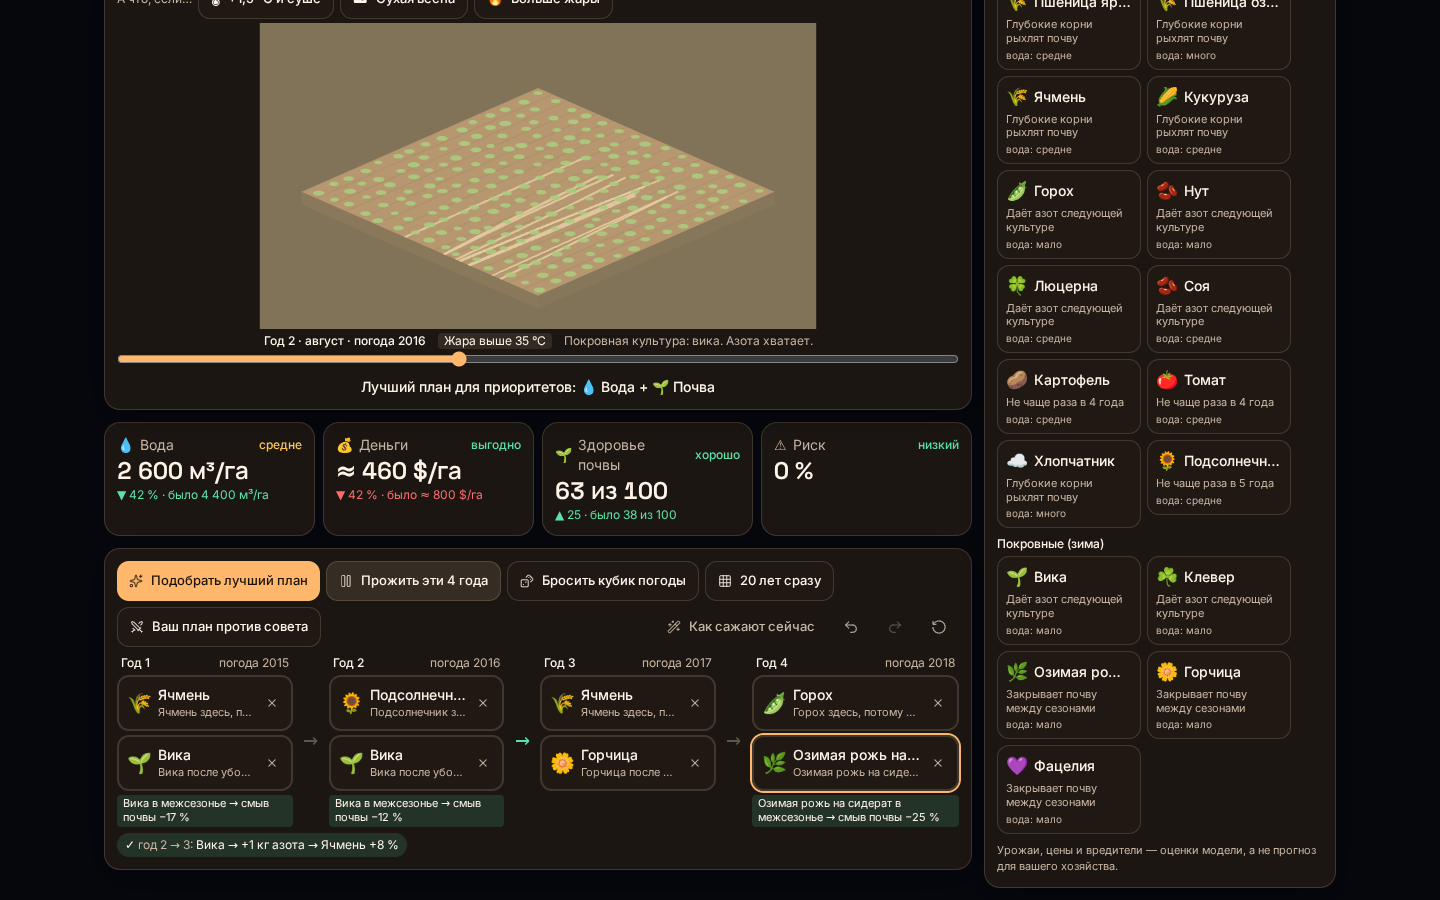 А что, если…
+1,5 °C и суше
Сухая весна
Больше жары
Год 2 · август · погода 2016
Жара выше 35 °C
Покровная культура: вика. Азота хватает.
Лучший план для приоритетов: 💧 Вода + 🌱 Почва
Вода
средне
2 600 м³/га
▼ 42 % · было 4 400 м³/га
Деньги
выгодно
≈ 460 $/га
▼ 42 % · было ≈ 800 $/га
Здоровье
почвы
хорошо
63 из 100
▲ 25 · было 38 из 100
⚠ Риск
низкий
0 %
Подобрать лучший план
Прожить эти 4 года
Бросить кубик погоды
20 лет сразу
Ваш план против совета
Как сажают сейчас
Год 1
погода 2015
Ячмень
Ячмень здесь, п…
Вика
Вика после убо…
Вика в межсезонье → смыв
почвы −17 %
→
Год 2
погода 2016
Подсолнечн…
Подсолнечник з…
Вика
Вика после убо…
Вика в межсезонье → смыв
почвы −12 %
→
Год 3
погода 2017
Ячмень
Ячмень здесь, п…
Горчица
Горчица после …
→
Год 4
погода 2018
Горох
Горох здесь, потому …
Озимая рожь на…
Озимая рожь на сиде…
Озимая рожь на сидерат в
межсезонье → смыв почвы −25 %
✓ год 2 → 3: Вика → +1 кг азота → Ячмень +8 %
Пшеница яр…
Глубокие корни
рыхлят почву
вода: средне
Пшеница оз…
Глубокие корни
рыхлят почву
вода: много
Ячмень
Глубокие корни
рыхлят почву
вода: средне
Кукуруза
Глубокие корни
рыхлят почву
вода: средне
Горох
Даёт азот следующей
культуре
вода: мало
Нут
Даёт азот следующей
культуре
вода: мало
Люцерна
Даёт азот следующей
культуре
вода: средне
Соя
Даёт азот следующей
культуре
вода: средне
Картофель
Не чаще раза в 4 года
вода: средне
Томат
Не чаще раза в 4 года
вода: средне
Хлопчатник
Глубокие корни
рыхлят почву
вода: много
Подсолнечн…
Не чаще раза в 5 года
вода: средне
Покровные (зима)
Вика
Даёт азот следующей
культуре
вода: мало
Клевер
Даёт азот следующей
культуре
вода: мало
Озимая ро…
Закрывает почву
между сезонами
вода: мало
Горчица
Закрывает почву
между сезонами
вода: мало
Фацелия
Закрывает почву
между сезонами
вода: мало
Урожаи, цены и вредители — оценки модели, а не прогноз
для вашего хозяйства.